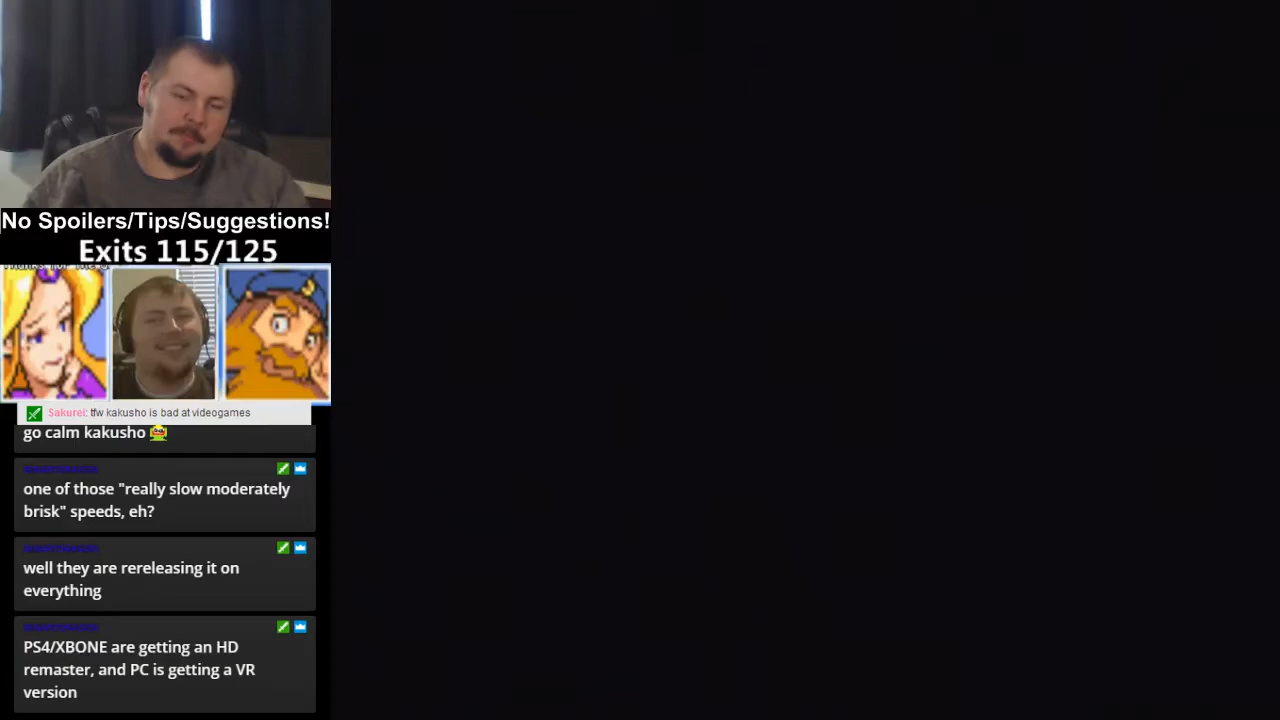 No Spoilers/Tips/Suggestions!
Exits 115/125
Sakurei: tfw kakusho is bad at videogames
go calm kakusho
one of those "really slow moderately
brisk" speeds, eh?
well they are rereleasing it on
everything
PS4/XBONE are getting an HD
remaster, and PC is getting a VR
version